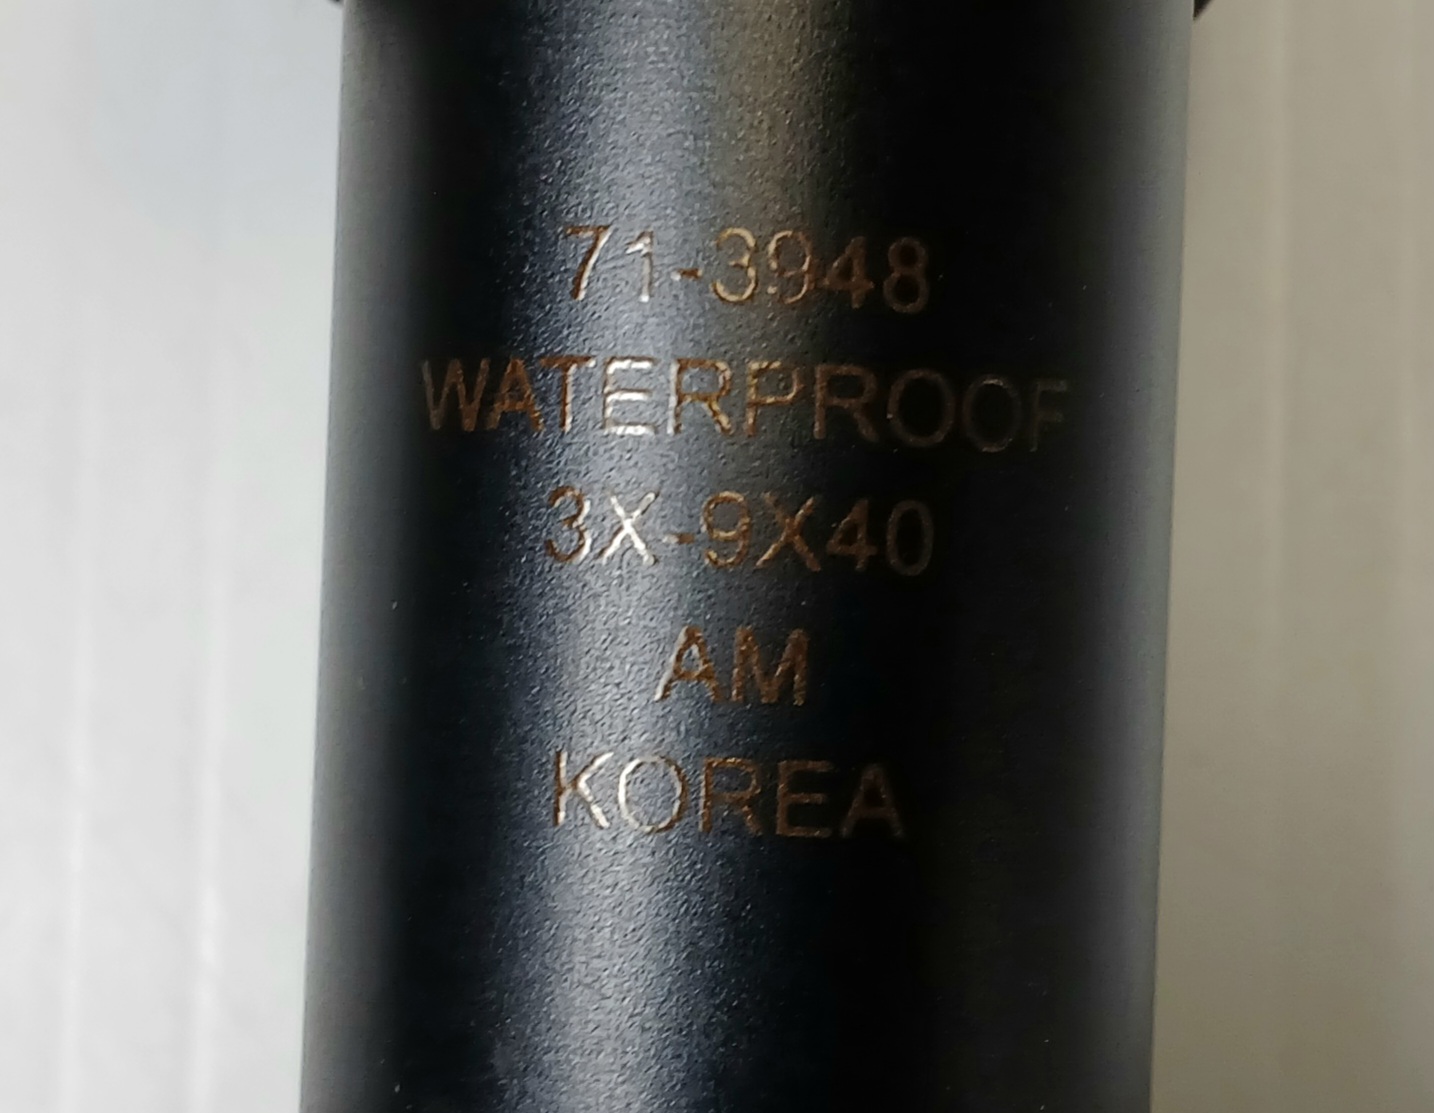 71-3948
WATERPROOF
3X-9X40
AM
KOREA